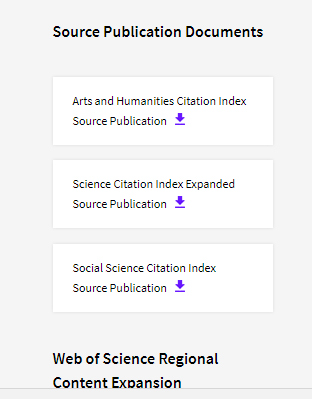 Source Publication Documents
Arts and Humanities Citation Index
Source Publication
Science Citation Index Expanded
Source Publication
Social Science Citation Index
Source Publication
Web of Science Regional
Content Expansion